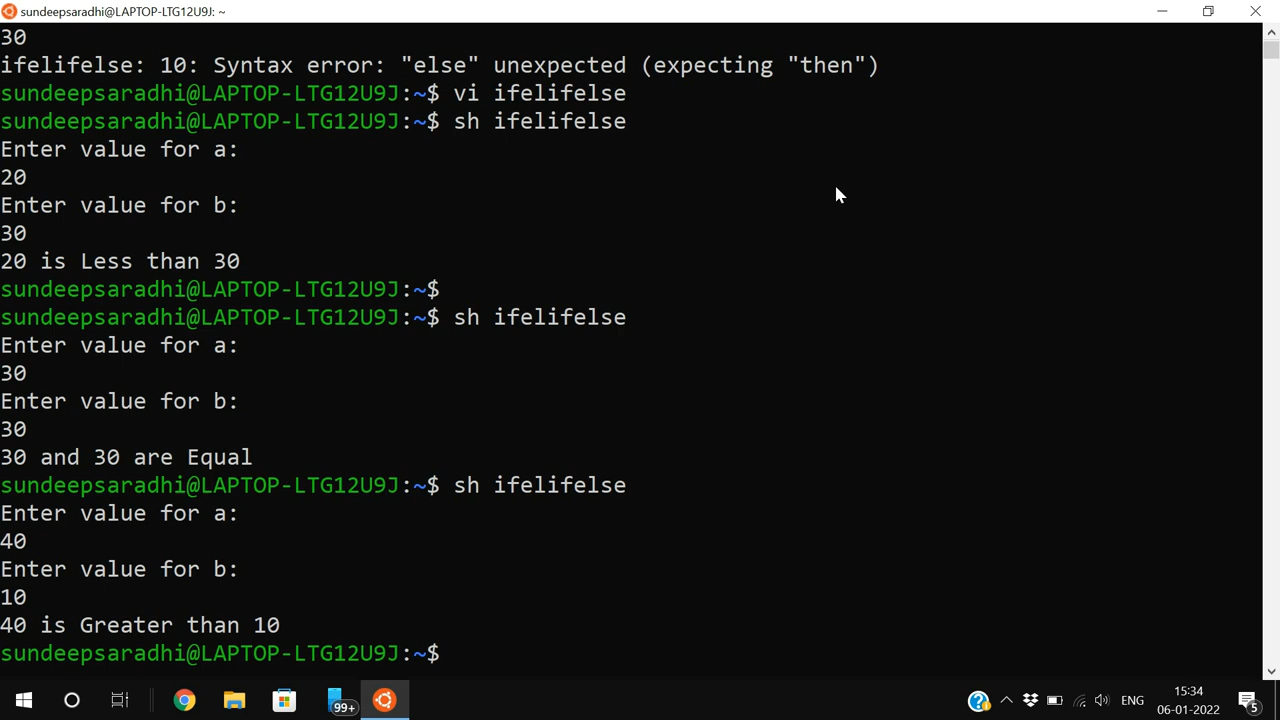 sundeepsaradhi@LAPTOP-LTG12U9J: ~
30
ifelifelse: 10: Syntax error: "else" unexpected (expecting "then")
sundeepsaradhi@LAPTOP-LTG12U9J:~$ vi ifelifelse
sundeepsaradhi@LAPTOP-LTG12U9J:~$ sh ifelifelse
Enter value for a:
20
Enter value for b:
30
20 is Less than 30
sundeepsaradhi@LAPTOP-LTG12U9J:~$
sundeepsaradhi@LAPTOP-LTG12U9J:~$ sh ifelifelse
Enter value for a:
30
Enter value for b:
30
30 and 30 are Equal
sundeepsaradhi@LAPTOP-LTG12U9J:~$ sh ifelifelse
Enter value for a:
40
Enter value for b:
10
40 is Greater than 10
sundeepsaradhi@LAPTOP-LTG12U9J:~$
99+
ENG
15:34
06-01-2022
5